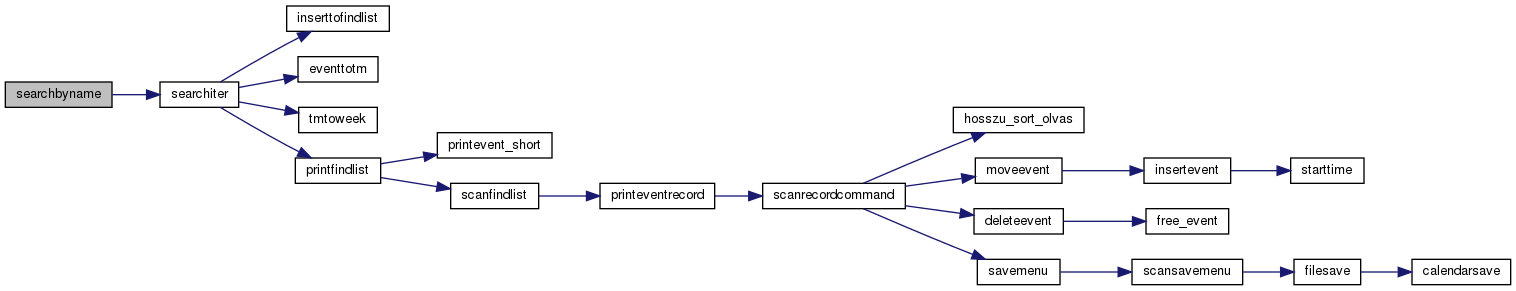 inserttofindlist
eventtotm
searchbyname
searchiter
tmtoweek
hosszu_sort_olvas
printevent_short
printfindlist
moveevent
insertevent
starttime
scanfindlist
printeventrecord
scanrecordcommand
deleteevent
free_event
savemenu
scansavemenu
filesave
calendarsave